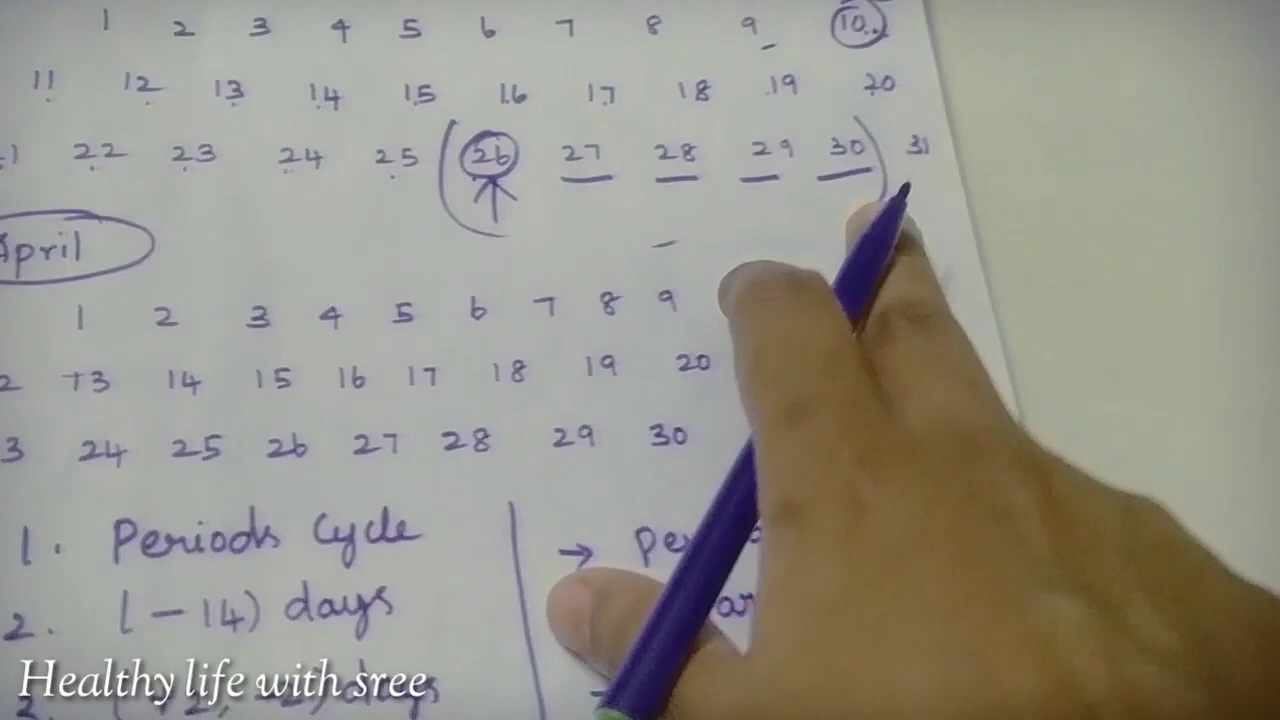 1 2 3 4 5 6 7 8 9 10
11 12 13 14 15 16 17 18 19 20
22 23 24 25 (26 27 28 29 30) 31
April
1 2 3 4 5 6 7 8 9
13 14 15 16 17 18 19 20
24 25 26 27 28 29 30
1. Periods Cycle →
2. (-14) days
Healthy life with sree
3. days